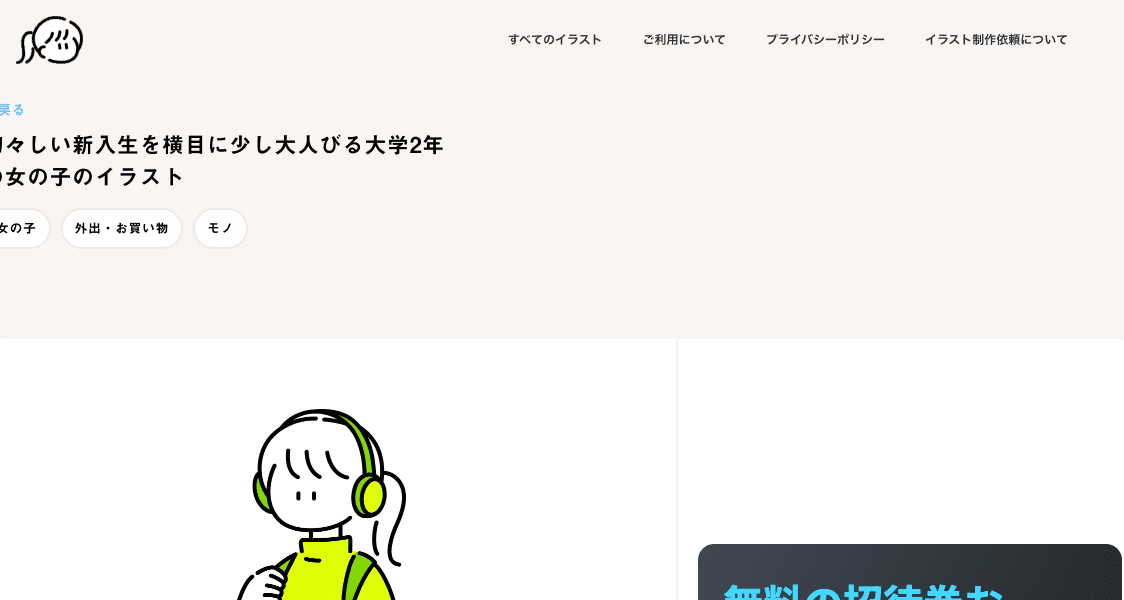 すべてのイラスト
ご利用について
プライバシーポリシー
イラスト制作依頼について
戻る
々しい新入生を横目に少し大人びる大学2年
の女の子のイラスト
女の子
外出・お買い物
モノ
無料の招待券お